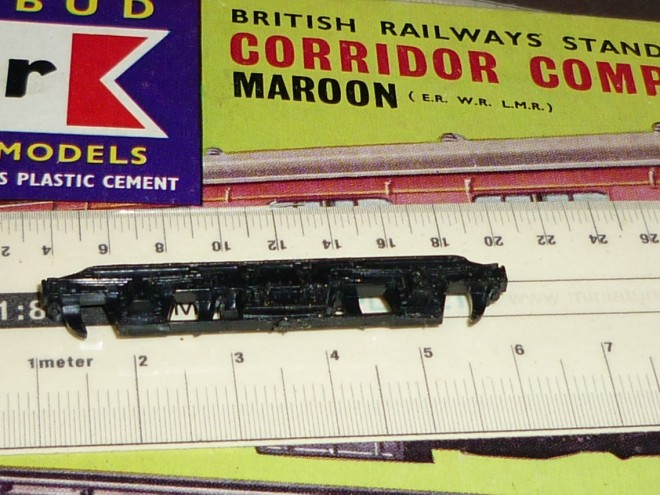 BUD
r
MODELS
S PLASTIC CEMENT
BRITISH RAILWAYS STAND
CORRIDOR COMP
MAROON (E.R. W.R. L.M.R.)
2 4 6 8 10 12 14 16 18 20 22 24 26
1:8
1meter 2 3 4 5 6 7